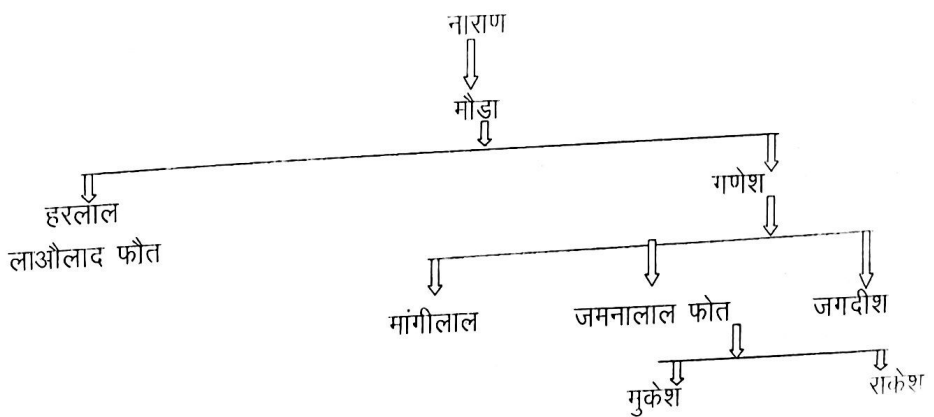 नाराण
मौड़ा
हरलाल
गणेश
लाऔलाद फौत
मांगीलाल
जमनालाल फोत
जगदीश
मुकेश
राकेश